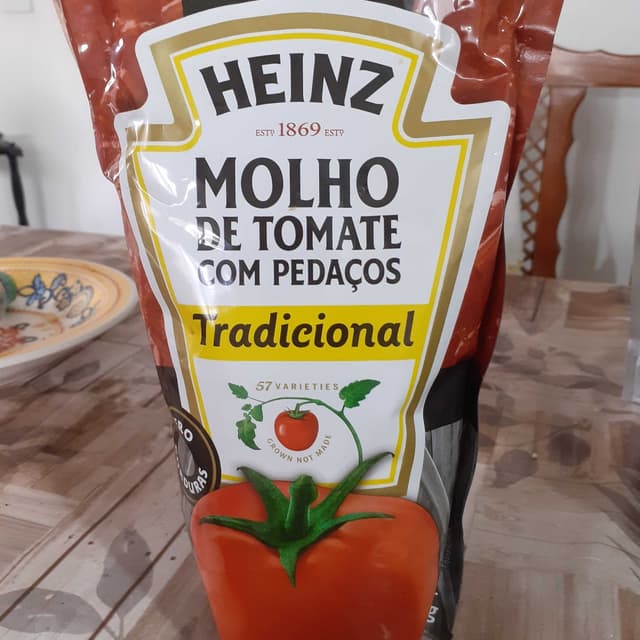 HEINZ
ESTD 1869 ESTD
MOLHO
DE TOMATE
COM PEDAÇOS
Tradicional
57 VARIETIES
GROWN NOT MADE